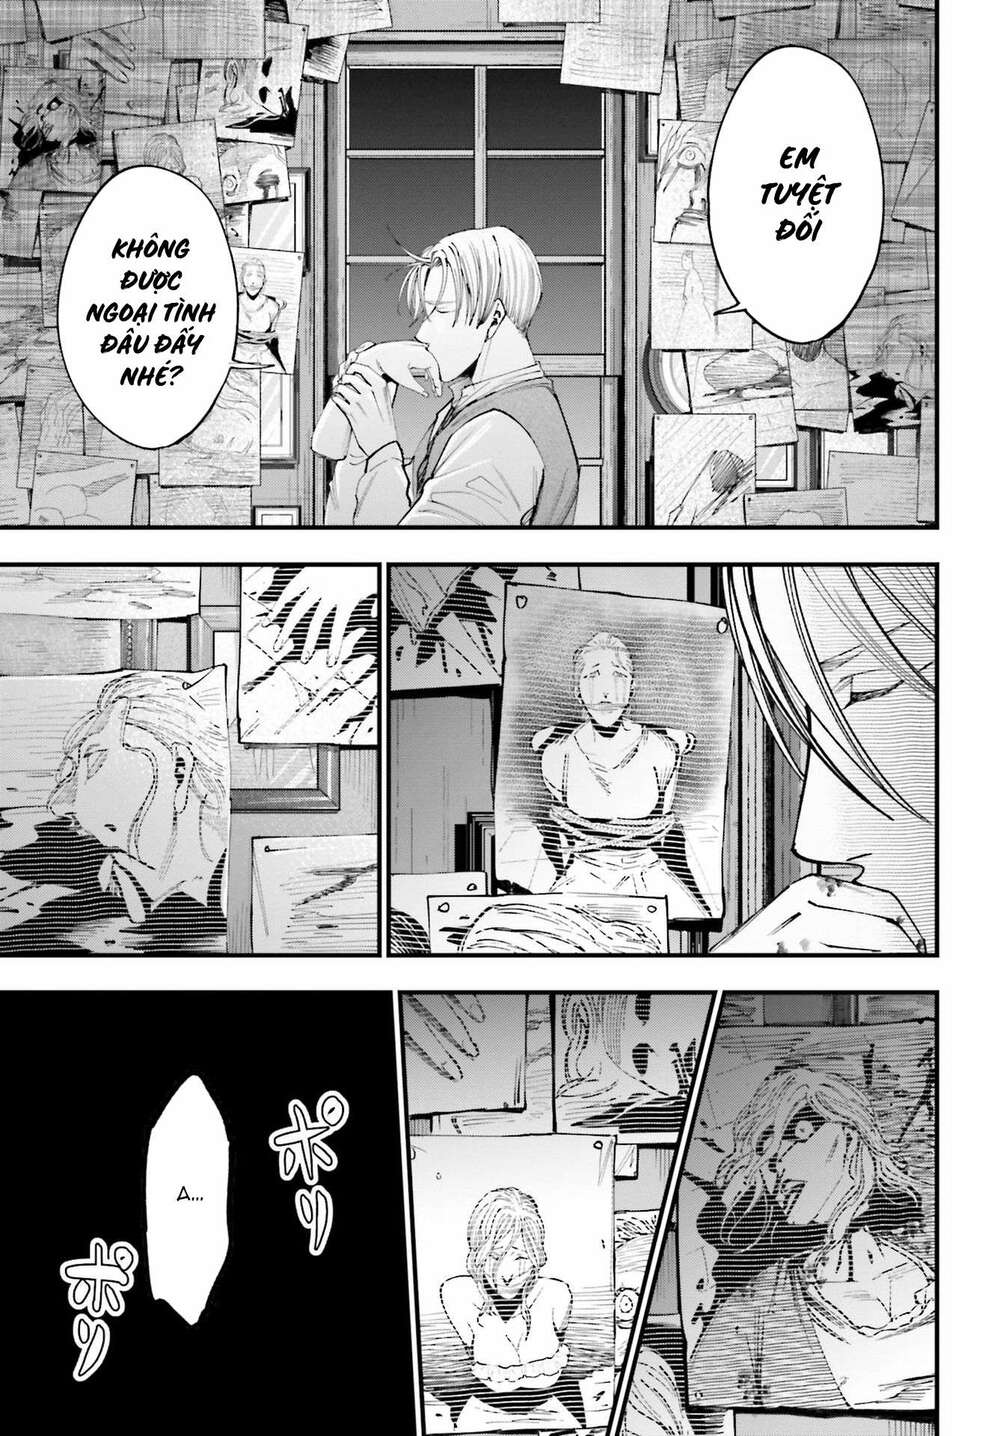 EM
TUYỆT
ĐỐI
KHÔNG
ĐƯỢC
NGOẠI TÌNH
ĐÂU ĐẤY
NHÉ?
ポリ
A...
ポリ